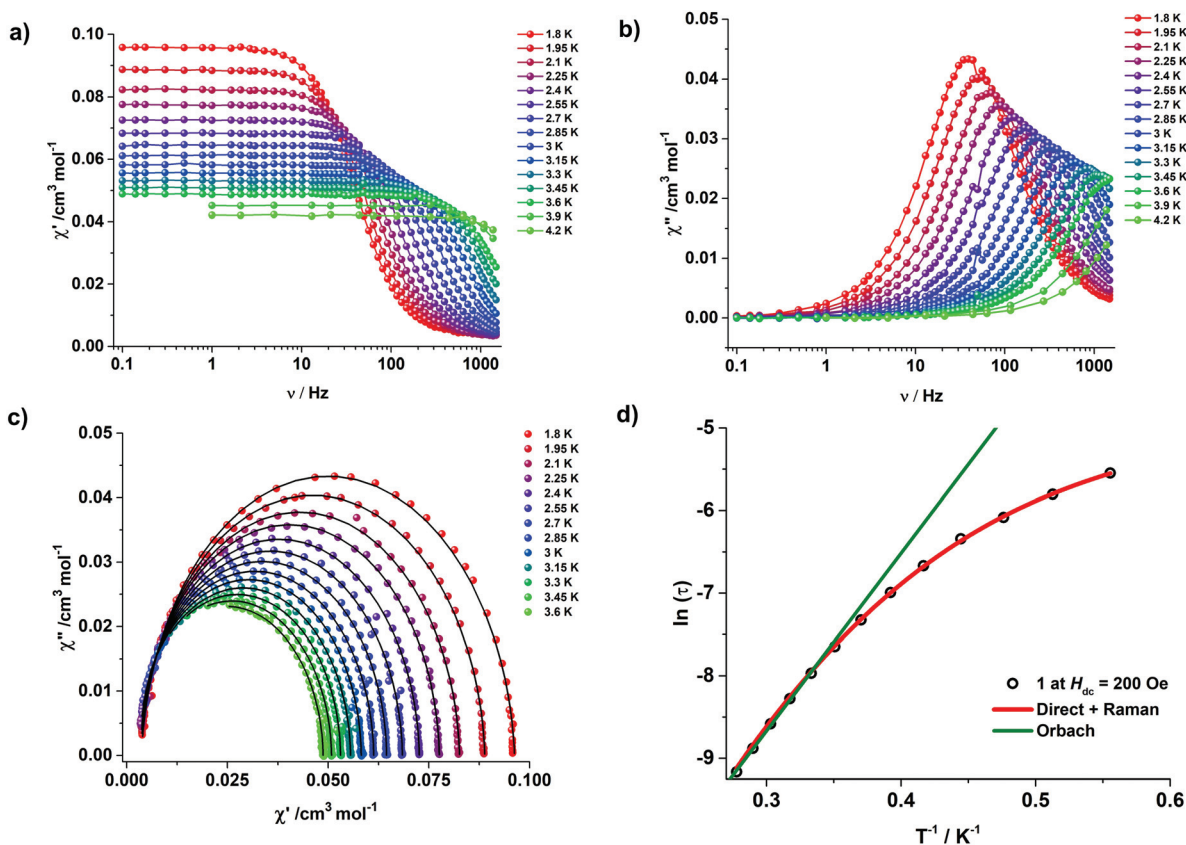 a)
0.10
0.08
0.06
0.04
0.02
0.00
χ' /cm³ mol⁻¹
0.1
1
10
100
1000
ν / Hz
1.8 K
1.95 K
2.1 K
2.25 K
2.4 K
2.55 K
2.7 K
2.85 K
3 K
3.15 K
3.3 K
3.45 K
3.6 K
3.9 K
4.2 K
b)
0.05
0.04
0.03
0.02
0.01
0.00
χ'' /cm³ mol⁻¹
0.1
1
10
100
1000
ν / Hz
1.8 K
1.95 K
2.1 K
2.25 K
2.4 K
2.55 K
2.7 K
2.85 K
3 K
3.15 K
3.3 K
3.45 K
3.6 K
3.9 K
4.2 K
c)
0.05
0.04
0.03
0.02
0.01
0.00
χ'' /cm³ mol⁻¹
0.000
0.025
0.050
0.075
0.100
χ' /cm³ mol⁻¹
1.8 K
1.95 K
2.1 K
2.25 K
2.4 K
2.55 K
2.7 K
2.85 K
3 K
3.15 K
3.3 K
3.45 K
3.6 K
d)
-5
-6
-7
-8
-9
ln (τ)
0.3
0.4
0.5
0.6
T⁻¹ / K⁻¹
1 at Hdc = 200 Oe
Direct + Raman
Orbach